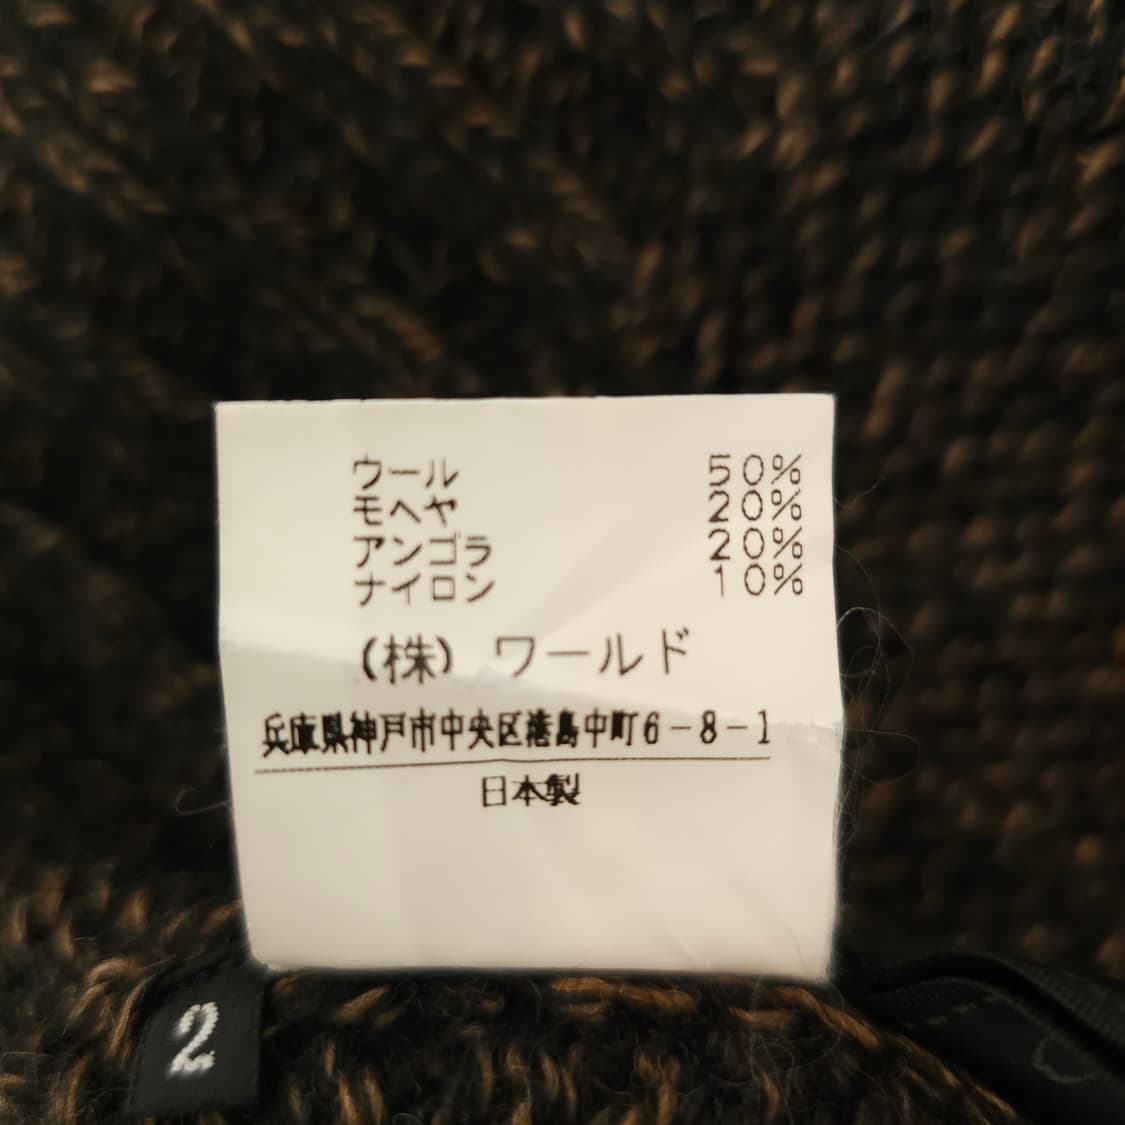 ウール 50%
モヘヤ 20%
アンゴラ 20%
ナイロン 10%
(株) ワールド
兵庫県神戸市中央区港島中町6-8-1
日本製
2